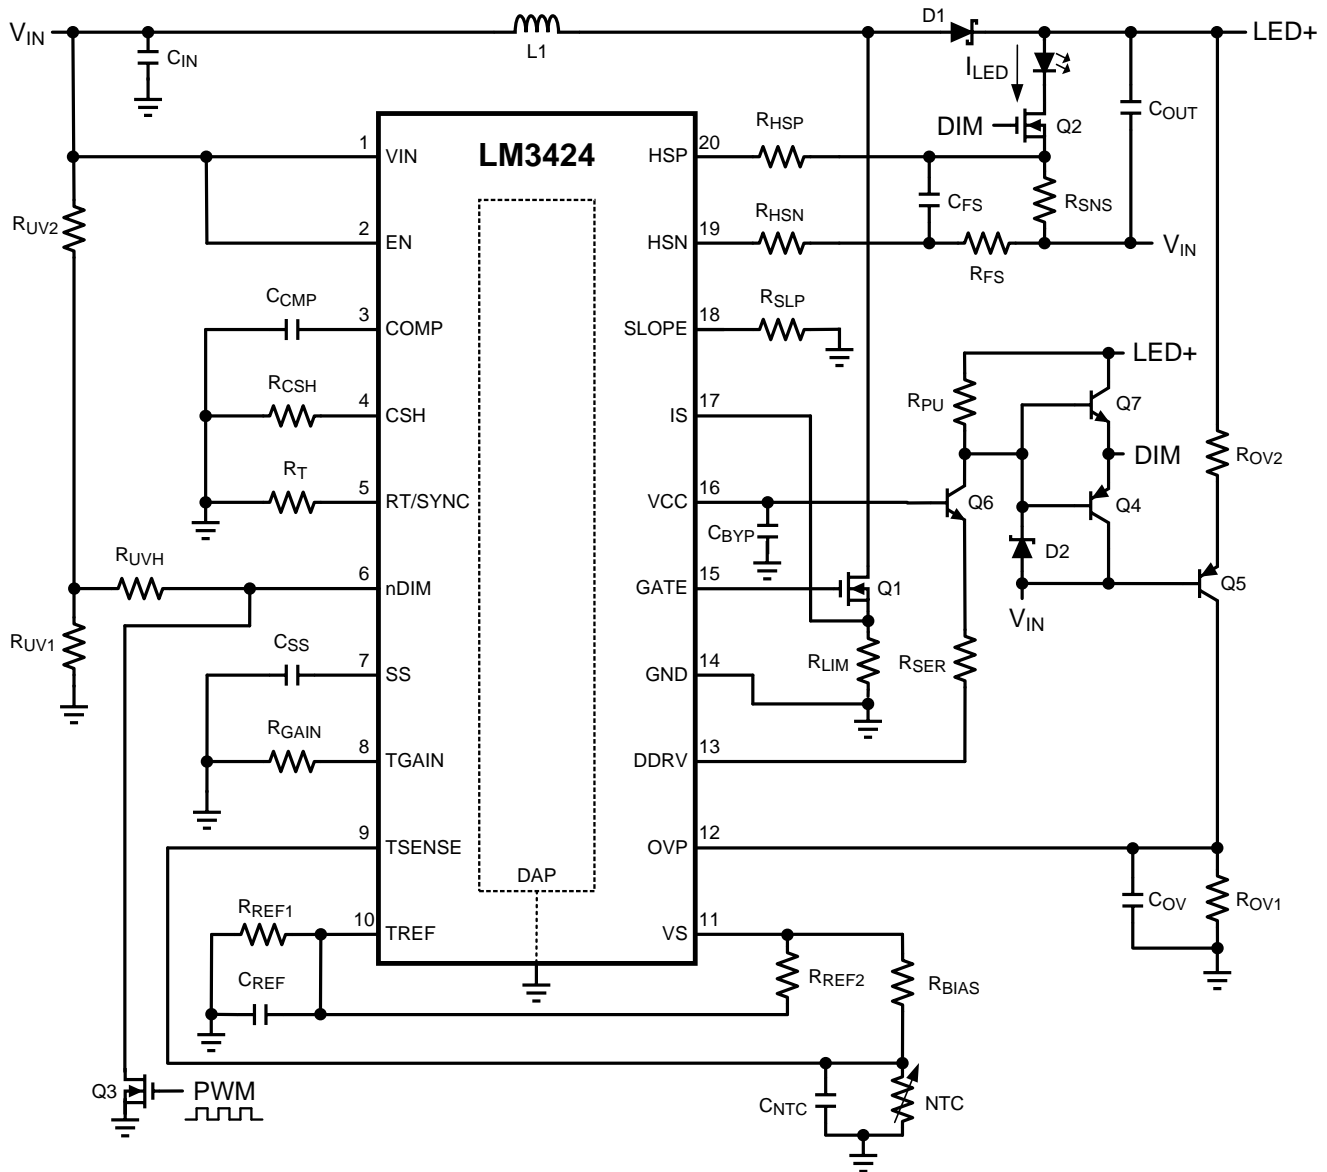 VIN
CIN
L1
D1
LED+
ILED
DIM
Q2
COUT
LM3424
1
VIN
20
HSP
RHSP
CFS
RSNS
RUV2
2
EN
19
HSN
RHSN
RFS
VIN
CCMP
3
COMP
18
SLOPE
RSLP
LED+
RCSH
4
CSH
17
IS
RPU
Q7
DIM
ROV2
RT
5
RT/SYNC
16
VCC
CBYP
Q6
Q4
D2
RUVH
6
nDIM
15
GATE
Q1
VIN
Q5
RUV1
CSS
7
SS
14
GND
RLIM
RSER
RGAIN
8
TGAIN
13
DDRV
9
TSENSE
12
OVP
DAP
COV
ROV1
RREF1
10
TREF
11
VS
CREF
RREF2
RBIAS
Q3
PWM
CNTC
NTC